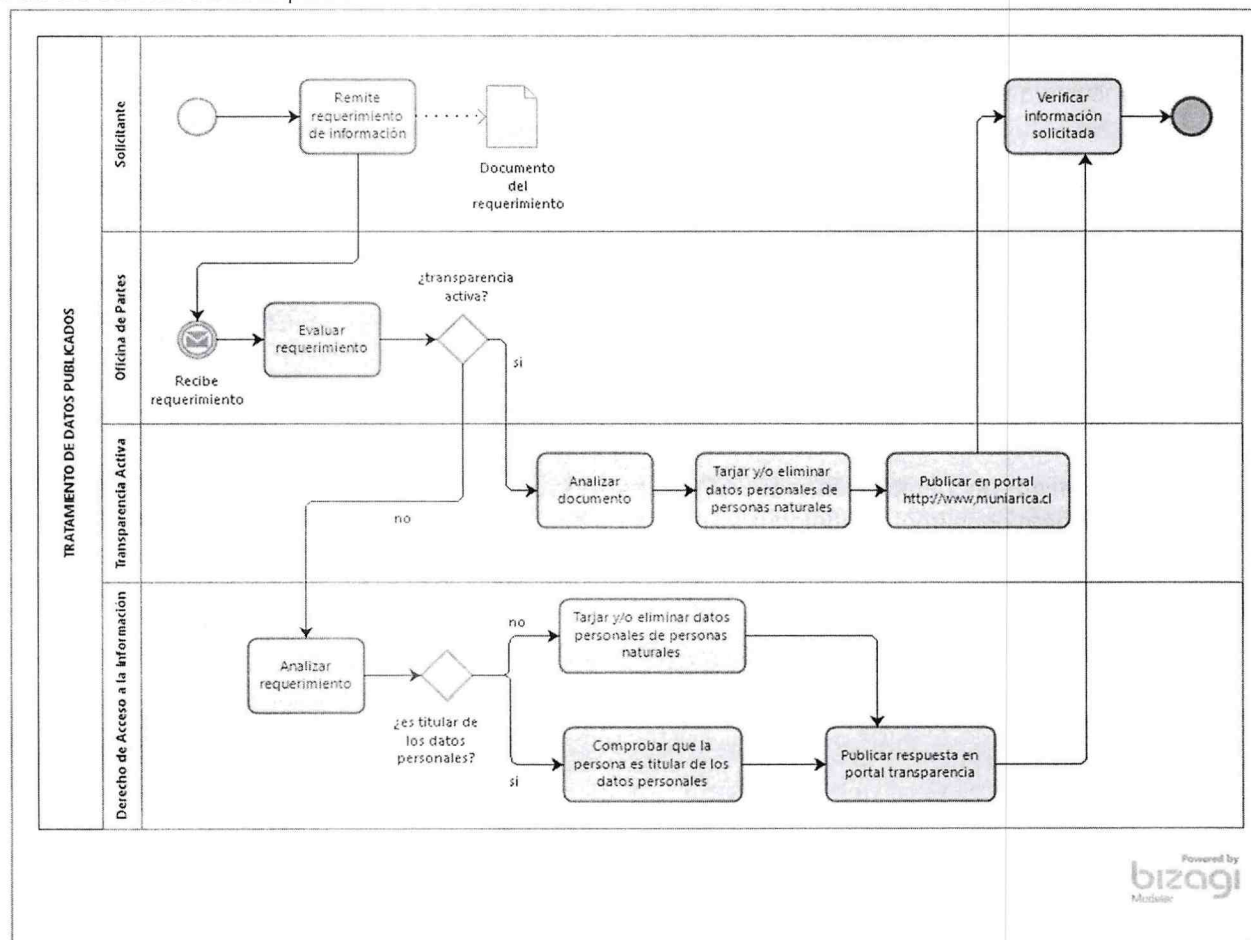 TRATAMIENTO DE DATOS PUBLICADOS
Solicitante
Remite
requerimiento
de información
Documento
del
requerimiento
Verificar
información
solicitada
Oficina de Partes
Recibe
requerimiento
Evaluar
requerimiento
¿transparencia
activa?
si
no
Transparencia Activa
Analizar
documento
Tarjar y/o eliminar
datos personales de
personas naturales
Publicar en portal
http://www,muniarica.cl
Derecho de Acceso a la Información
Analizar
requerimiento
¿es titular de
los datos
personales?
no
Tarjar y/o eliminar datos
personales de personas
naturales
si
Comprobar que la
persona es titular de los
datos personales
Publicar respuesta en
portal transparencia
Powered by
bizagi
Modeler